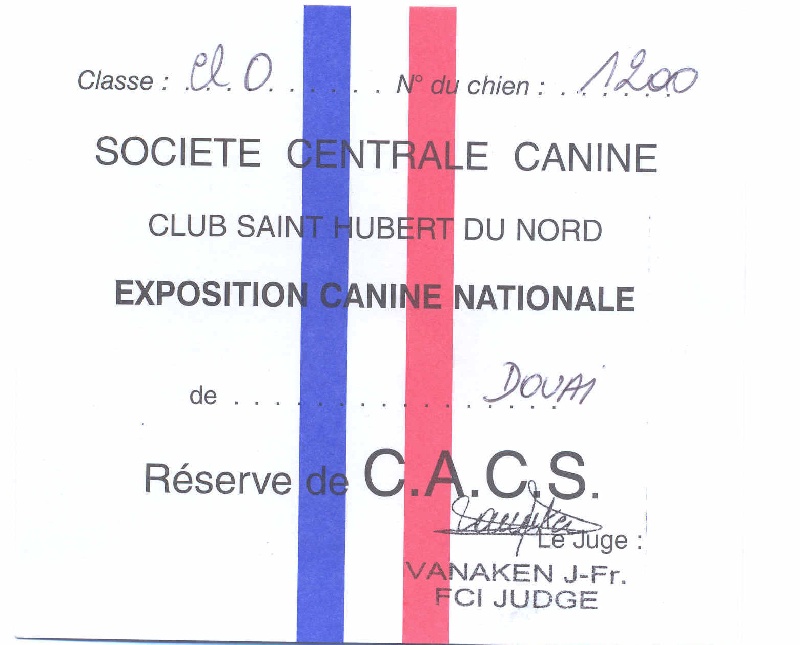 Classe : Cl O N° du chien : 1200
SOCIETE CENTRALE CANINE
CLUB SAINT HUBERT DU NORD
EXPOSITION CANINE NATIONALE
de DOUAI
Réserve de C.A.C.S.
Le Juge :
VANAKEN J-Fr.
FCI JUDGE